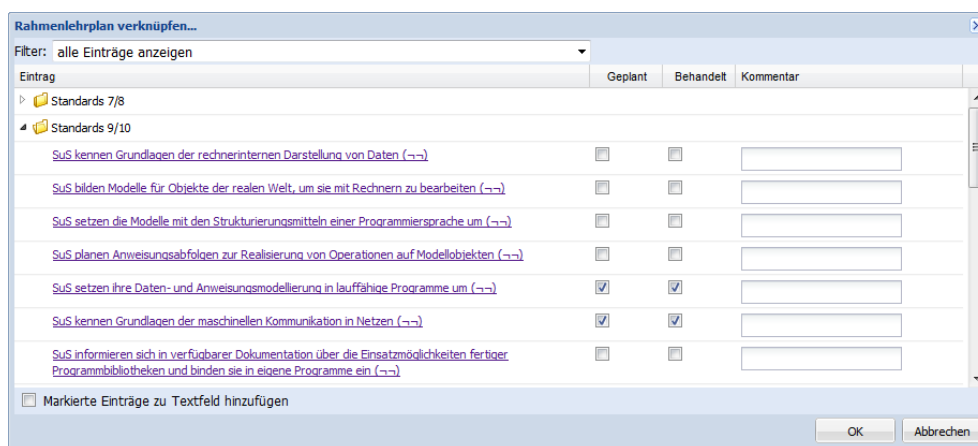 Rahmenlehrplan verknüpfen...
Filter: alle Einträge anzeigen
Eintrag Geplant Behandelt Kommentar
Standards 7/8
Standards 9/10
SuS kennen Grundlagen der rechnerinternen Darstellung von Daten (¬¬)
SuS bilden Modelle für Objekte der realen Welt, um sie mit Rechnern zu bearbeiten (¬¬)
SuS setzen die Modelle mit den Strukturierungsmitteln einer Programmiersprache um (¬¬)
SuS planen Anweisungsabfolgen zur Realisierung von Operationen auf Modellobjekten (¬¬)
SuS setzen ihre Daten- und Anweisungsmodellierung in lauffähige Programme um (¬¬)
SuS kennen Grundlagen der maschinellen Kommunikation in Netzen (¬¬)
SuS informieren sich in verfügbarer Dokumentation über die Einsatzmöglichkeiten fertiger
Programmbibliotheken und binden sie in eigene Programme ein (¬¬)
Markierte Einträge zu Textfeld hinzufügen
OK Abbrechen